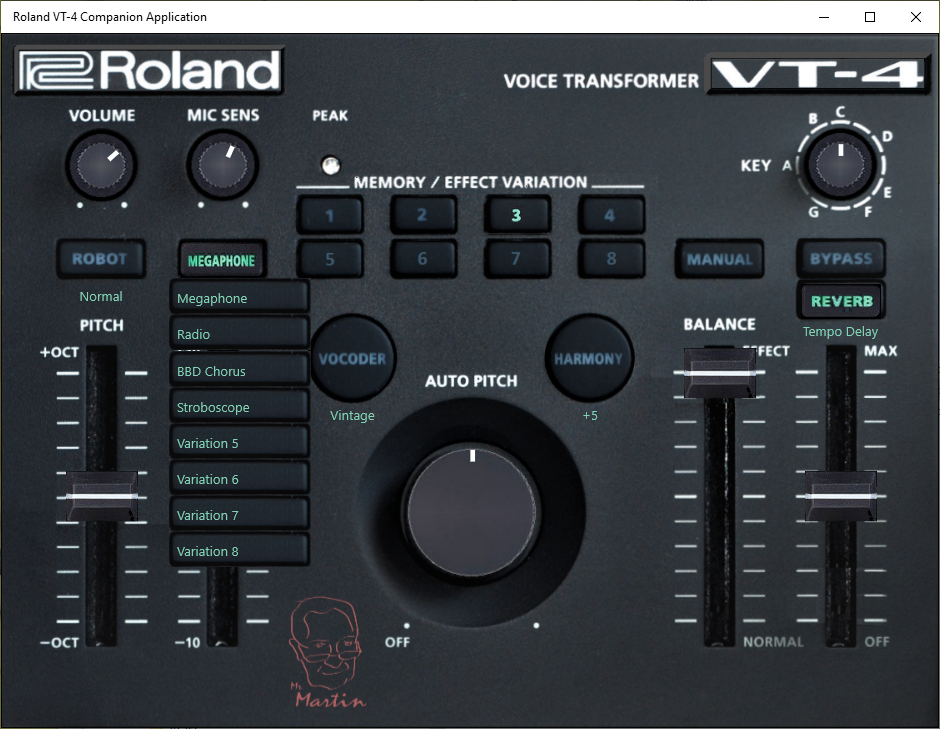 Roland VT-4 Companion Application
Roland
VOICE TRANSFORMER VT-4
VOLUME
MIC SENS
PEAK
KEY A B C D E F G
MEMORY / EFFECT VARIATION
1 2 3 4
5 6 7 8
ROBOT
Normal
MEGAPHONE
MANUAL
BYPASS
REVERB
Tempo Delay
Megaphone
Radio
BBD Chorus
Stroboscope
Variation 5
Variation 6
Variation 7
Variation 8
PITCH
+OCT
-OCT
-10
VOCODER
Vintage
HARMONY
+5
AUTO PITCH
OFF
BALANCE
EFFECT
NORMAL
MAX
OFF
Mc
Martin